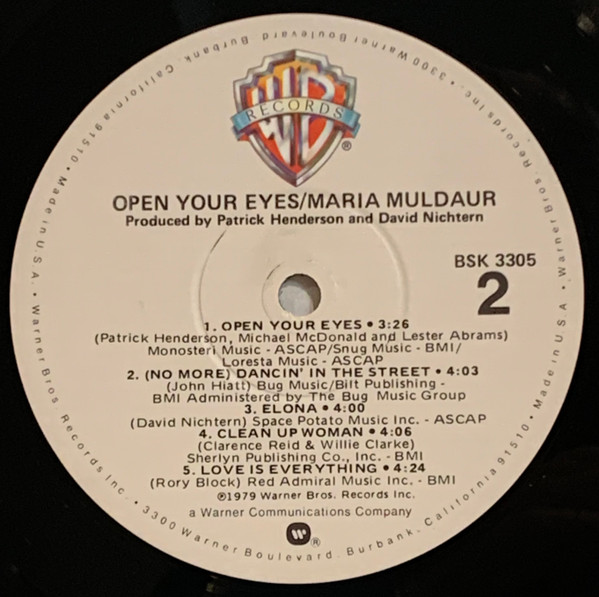 WB
RECORDS
®
OPEN YOUR EYES/MARIA MULDAUR
Produced by Patrick Henderson and David Nichtern
BSK 3305
2
1. OPEN YOUR EYES • 3:26
(Patrick Henderson, Michael McDonald and Lester Abrams)
Monosteri Music - ASCAP/Snug Music - BMI/
Loresta Music - ASCAP
2. (NO MORE) DANCIN' IN THE STREET • 4:03
(John Hiatt) Bug Music/Bilt Publishing -
BMI Administered by The Bug Music Group
3. ELONA • 4:00
(David Nichtern) Space Potato Music Inc. - ASCAP
4. CLEAN UP WOMAN • 4:06
(Clarence Reid & Willie Clarke)
Sherlyn Publishing Co., Inc. - BMI
5. LOVE IS EVERYTHING • 4:24
(Rory Block) Red Admiral Music Inc. - BMI
℗1979 Warner Bros. Records Inc.
a Warner Communications Company
W®
Warner Bros. Records Inc. • 3300 Warner Boulevard. Burbank, California 91510 • Made in U.S.A. • Warner Bros. Records Inc. • 3300 Warner Boulevard. Burbank, California 91510 • Made in U.S.A. •